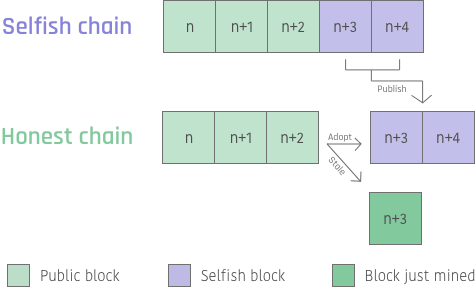 Selfish chain
n n+1 n+2 n+3 n+4
Publish
Honest chain
n n+1 n+2
Adopt
n+3 n+4
Stale
n+3
Public block
Selfish block
Block just mined